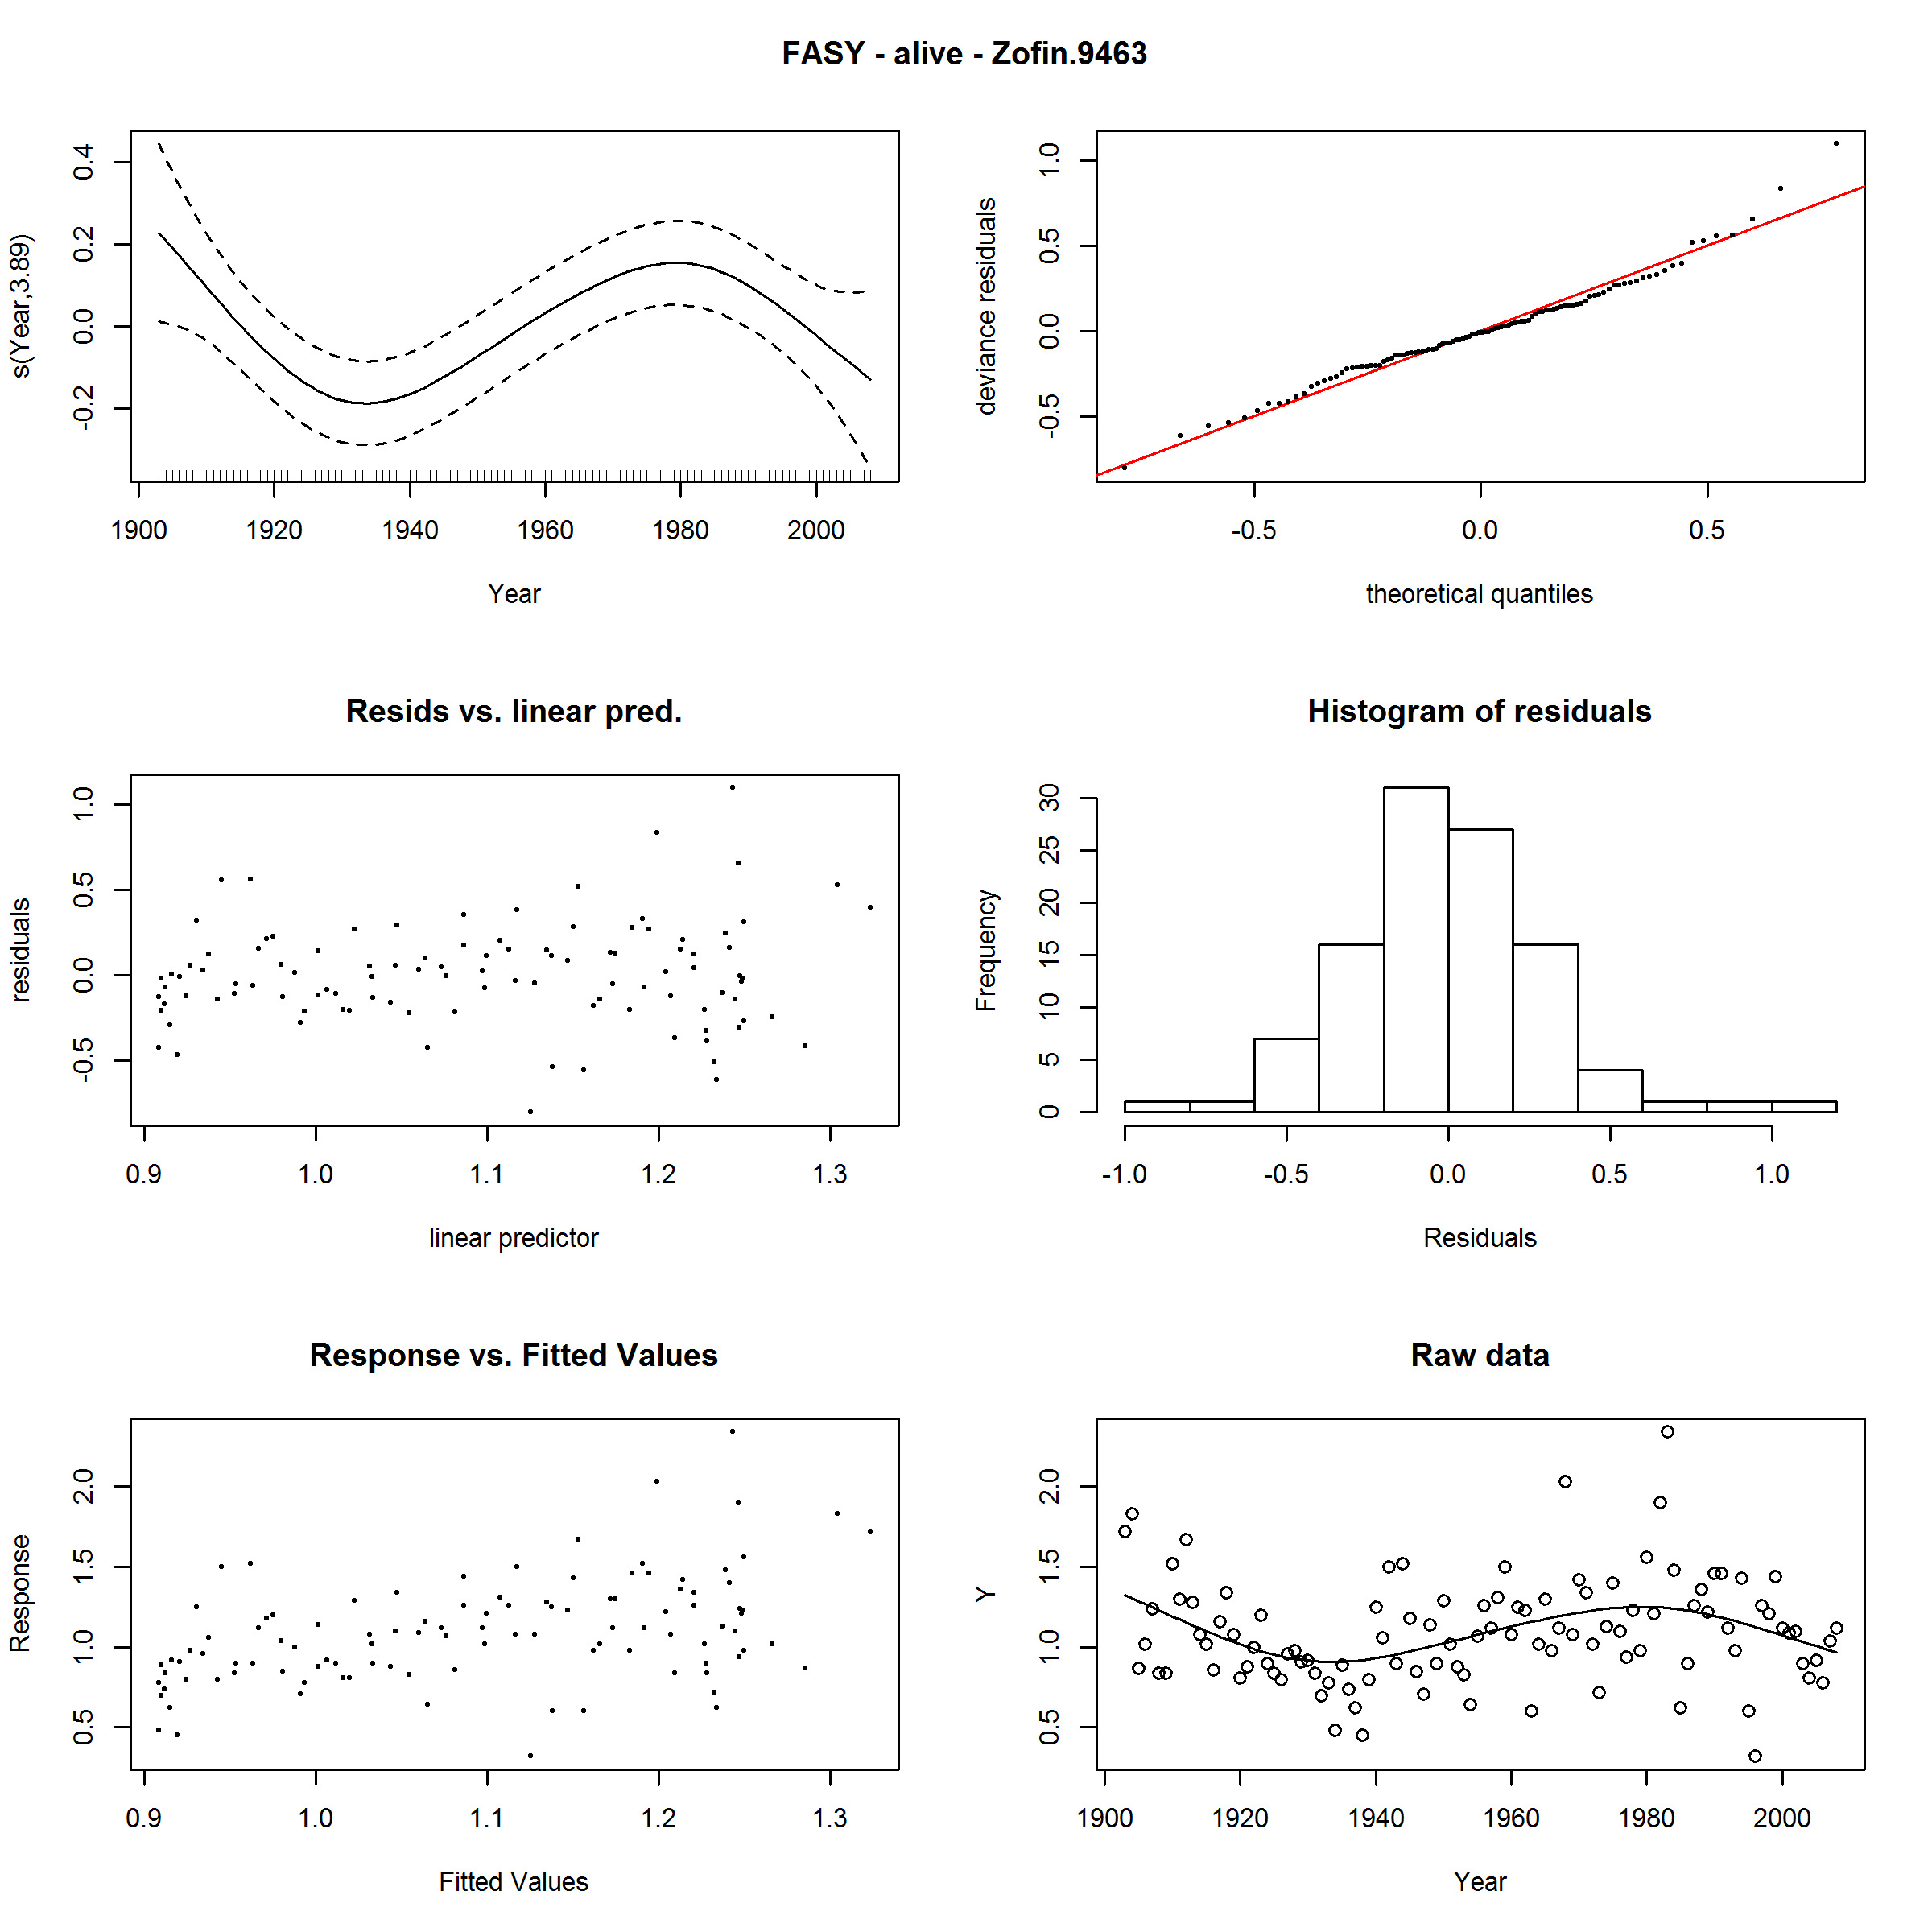 FASY - alive - Zofin.9463
s(Year,3.89)
0.4
0.2
0.0
-0.2
1900 1920 1940 1960 1980 2000
Year
deviance residuals
1.0
0.5
0.0
-0.5
-0.5 0.0 0.5
theoretical quantiles
Resids vs. linear pred.
residuals
1.0
0.5
0.0
-0.5
0.9 1.0 1.1 1.2 1.3
linear predictor
Histogram of residuals
Frequency
30
25
20
15
10
5
0
-1.0 -0.5 0.0 0.5 1.0
Residuals
Response vs. Fitted Values
Response
2.0
1.5
1.0
0.5
0.9 1.0 1.1 1.2 1.3
Fitted Values
Raw data
Y
2.0
1.5
1.0
0.5
1900 1920 1940 1960 1980 2000
Year